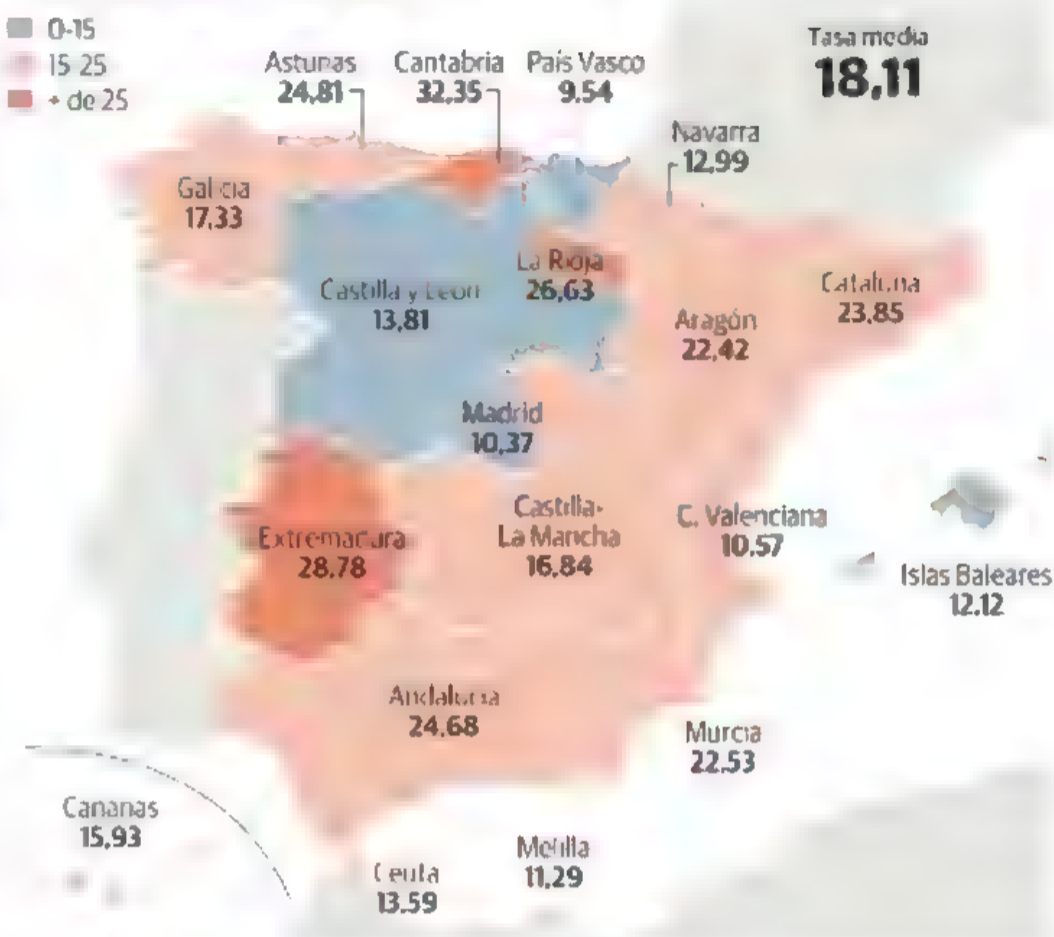 0-15
15-25
+ de 25
Tasa media
18,11
Asturias
24,81
Cantabria
32,35
País Vasco
9,54
Navarra
12,99
Galicia
17,33
La Rioja
26,63
Castilla y León
13,81
Cataluña
23,85
Aragón
22,42
Madrid
10,37
Castilla-
La Mancha
16,84
C. Valenciana
10,57
Extremadura
28,78
Islas Baleares
12,12
Andalucía
24,68
Murcia
22,53
Canarias
15,93
Melilla
11,29
Ceuta
13,59